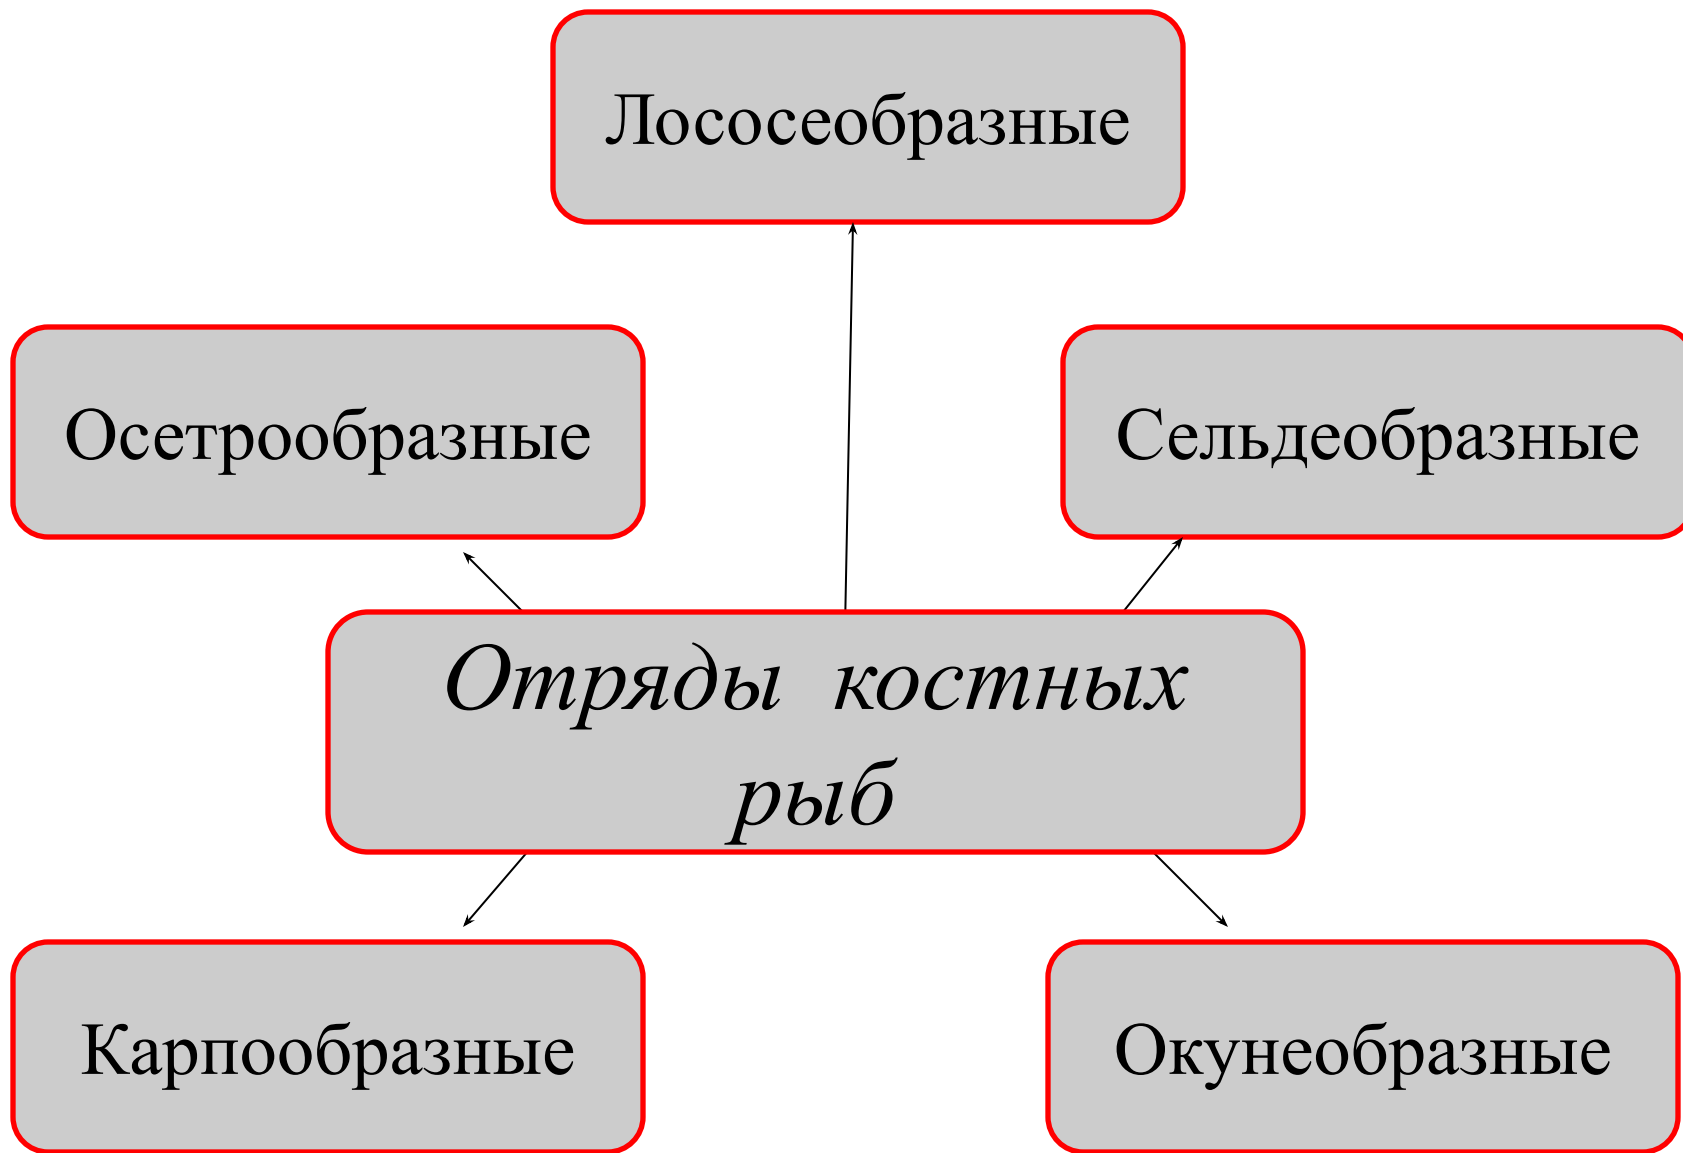 Лососеобразные
Осетрообразные
Сельдеобразные
Отряды костных
рыб
Карпообразные
Окунеобразные